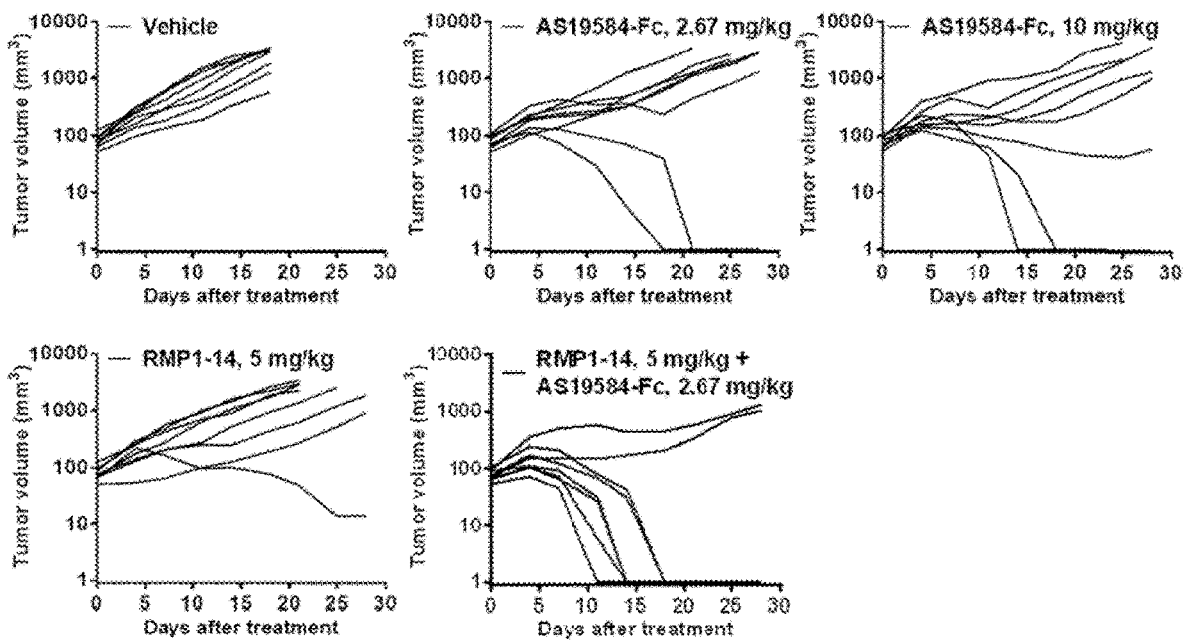 Vehicle
10000
1000
100
10
1
Tumor volume (mm3)
0 5 10 15 20 25 30
Days after treatment
AS19584-Fc, 2.67 mg/kg
10000
1000
100
10
1
Tumor volume (mm3)
0 5 10 15 20 25 30
Days after treatment
AS19584-Fc, 10 mg/kg
10000
1000
100
10
1
Tumor volume (mm3)
0 5 10 15 20 25 30
Days after treatment
RMP1-14, 5 mg/kg
10000
1000
100
10
1
Tumor volume (mm3)
0 5 10 15 20 25 30
Days after treatment
RMP1-14, 5 mg/kg +
AS19584-Fc, 2.67 mg/kg
10000
1000
100
10
1
Tumor volume (mm3)
0 5 10 15 20 25 30
Days after treatment